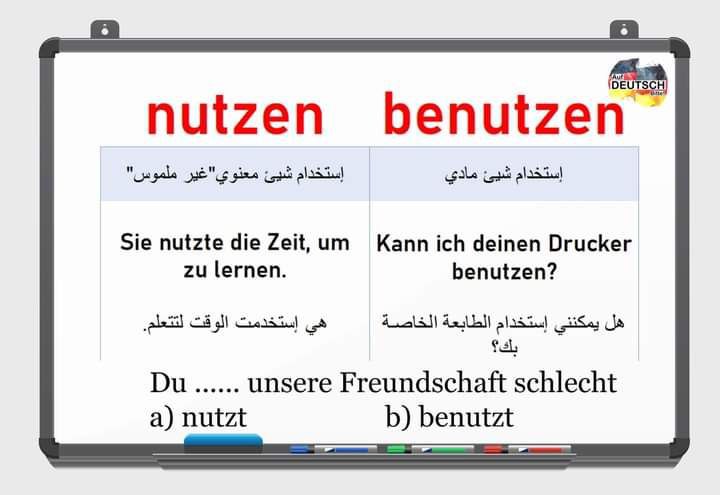 Auf
DEUTSCH
Bitte!
nutzen benutzen
إستخدام شيئ معنوي"غير ملموس" إستخدام شيئ مادي
Sie nutzte die Zeit, um
zu lernen.
Kann ich deinen Drucker
benutzen?
هي إستخدمت الوقت لتتعلم.
هل يمكنني إستخدام الطابعة الخاصة
بك؟
Du ...... unsere Freundschaft schlecht
a) nutzt b) benutzt